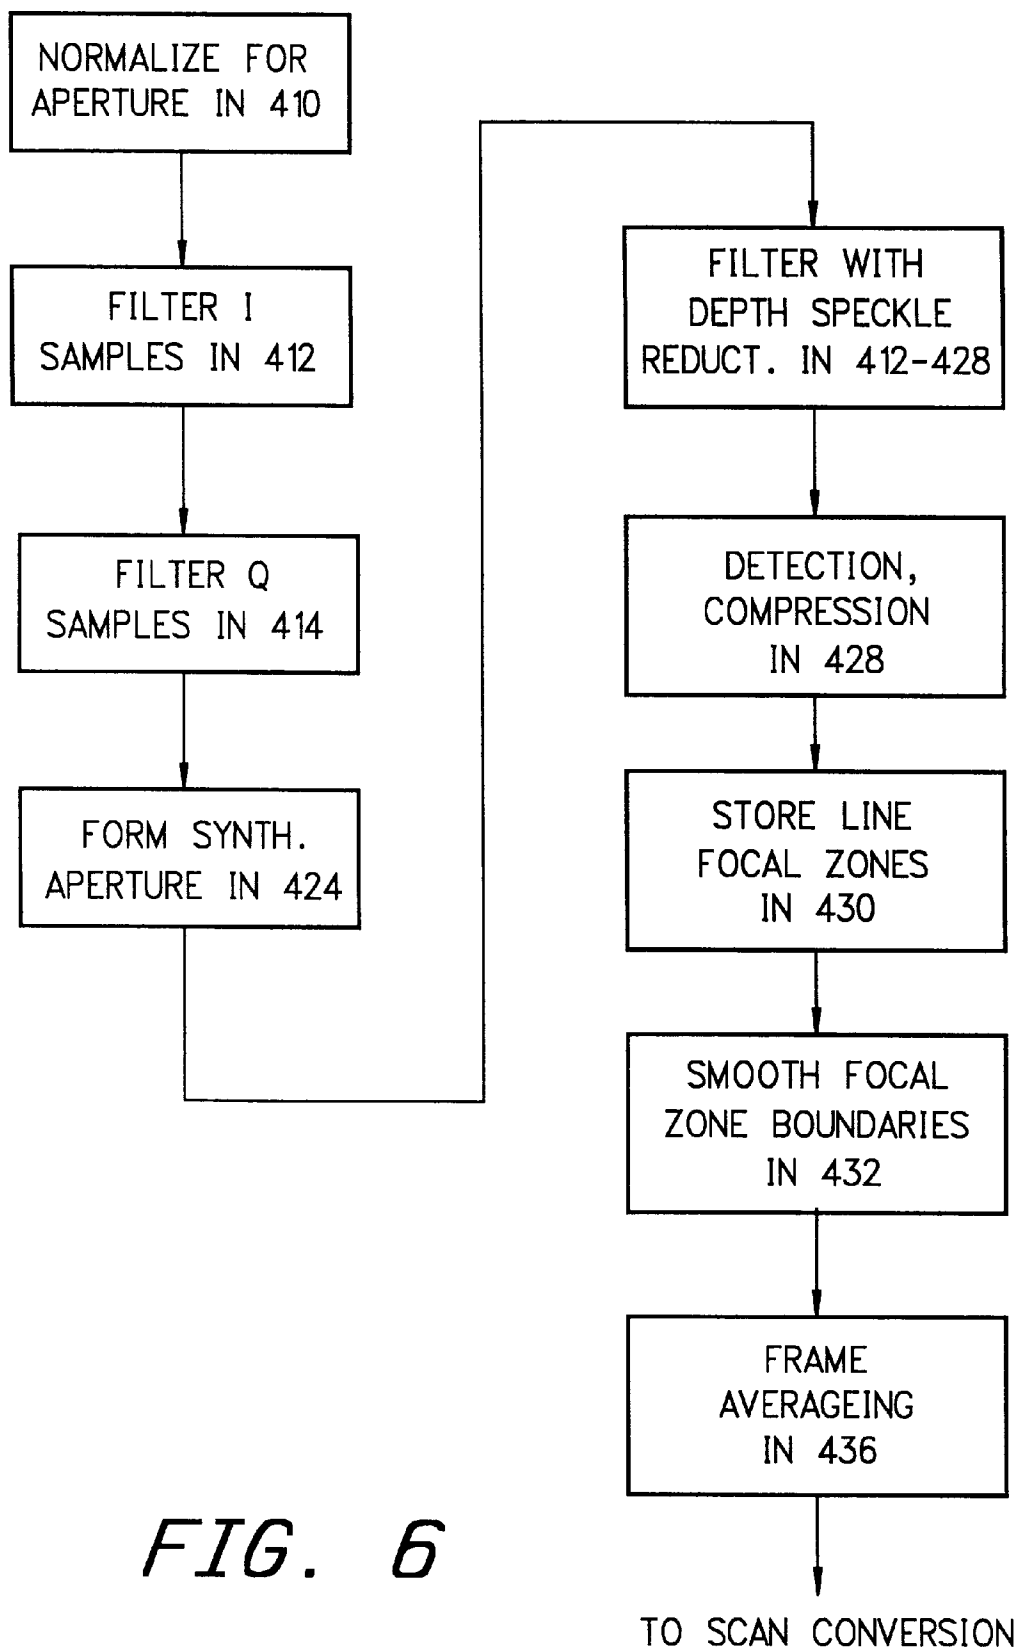 NORMALIZE FOR
APERTURE IN 410
FILTER I
SAMPLES IN 412
FILTER Q
SAMPLES IN 414
FORM SYNTH.
APERTURE IN 424
FILTER WITH
DEPTH SPECKLE
REDUCT. IN 412-428
DETECTION,
COMPRESSION
IN 428
STORE LINE
FOCAL ZONES
IN 430
SMOOTH FOCAL
ZONE BOUNDARIES
IN 432
FRAME
AVERAGEING
IN 436
TO SCAN CONVERSION
FIG. 6